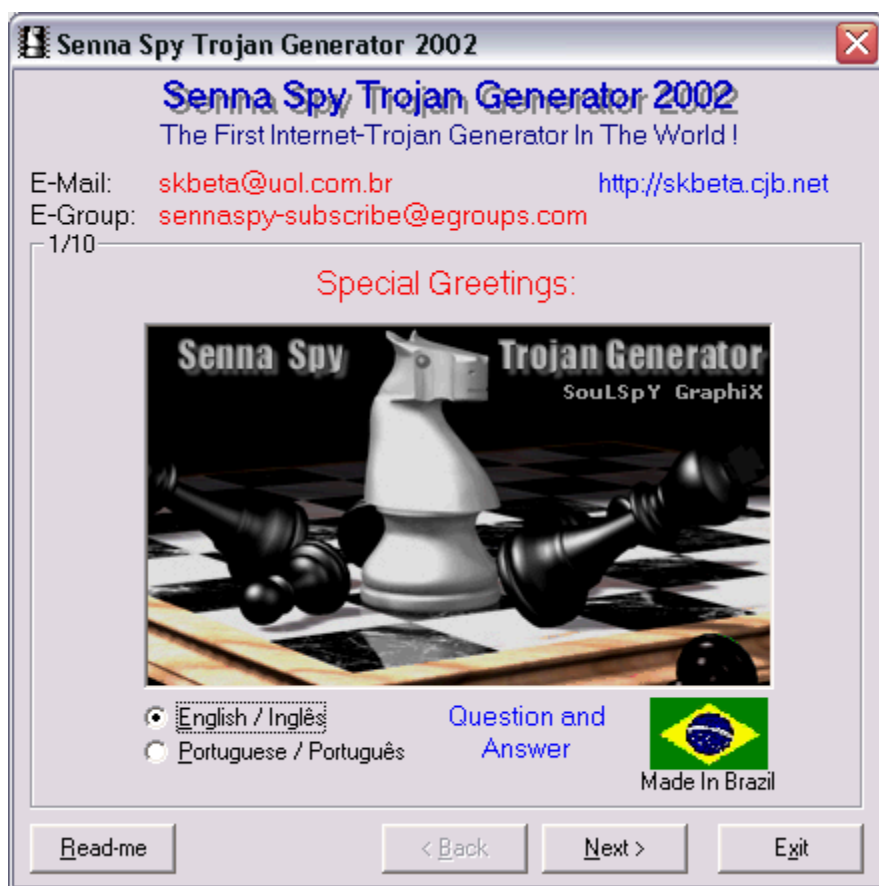 Senna Spy Trojan Generator 2002
Senna Spy Trojan Generator 2002
The First Internet-Trojan Generator In The World !
E-Mail: skbeta@uol.com.br http://skbeta.cjb.net
E-Group: sennaspy-subscribe@egroups.com
1/10
Special Greetings:
Senna Spy Trojan Generator
SouLSpY GraphiX
English / Inglês
Portuguese / Português
Question and
Answer
Made In Brazil
Read-me < Back Next > Exit